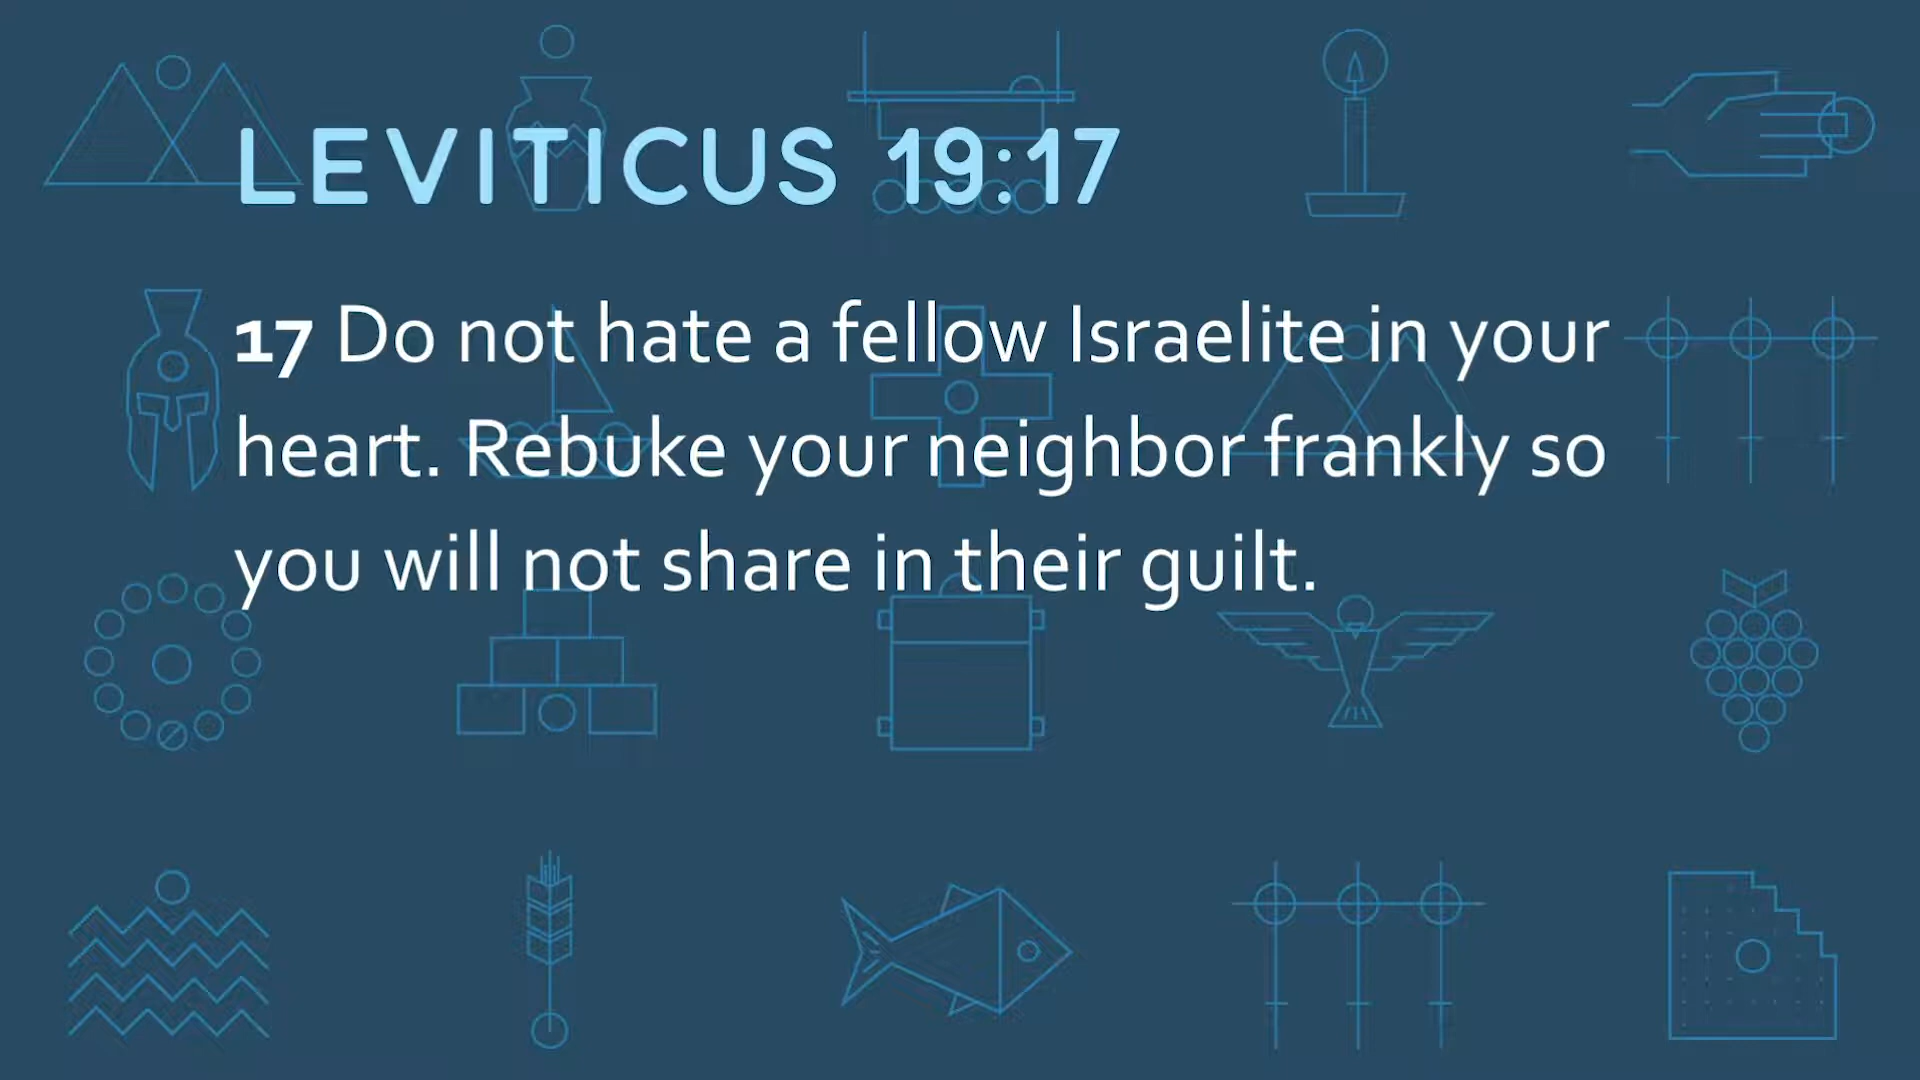 LEVITICUS 19:17
17 Do not hate a fellow Israelite in your
heart. Rebuke your neighbor frankly so
you will not share in their guilt.